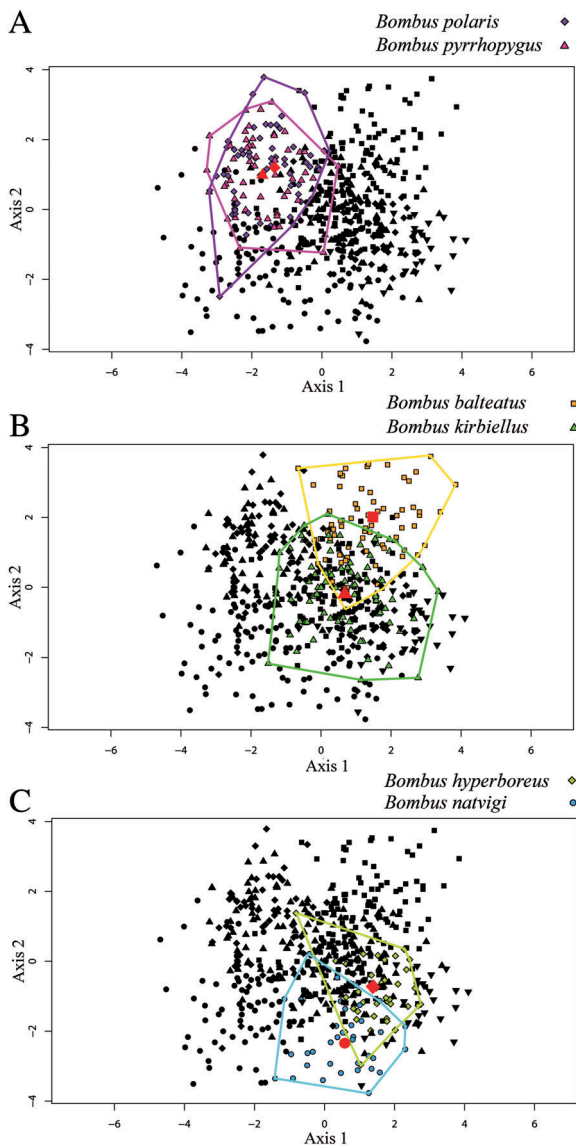 A
Bombus polaris
Bombus pyrrhopygus
4
2
0
-2
-4
Axis 2
-6 -4 -2 0 2 4 6
Axis 1
B
Bombus balteatus
Bombus kirbiellus
4
2
0
-2
-4
Axis 2
-6 -4 -2 0 2 4 6
Axis 1
C
Bombus hyperboreus
Bombus natvigi
4
2
0
-2
-4
Axis 2
-6 -4 -2 0 2 4 6
Axis 1